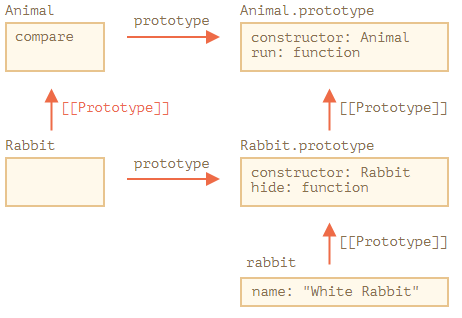 Animal
Animal.prototype
compare
prototype
constructor: Animal
run: function
[[Prototype]]
[[Prototype]]
Rabbit
Rabbit.prototype
prototype
constructor: Rabbit
hide: function
[[Prototype]]
rabbit
name: "White Rabbit"